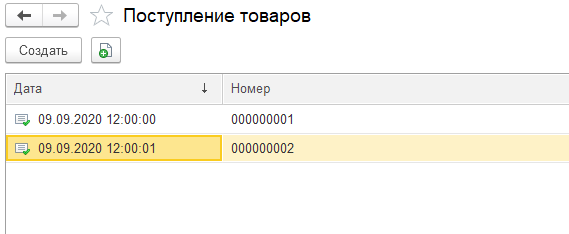 Поступление товаров
Создать
Дата Номер
09.09.2020 12:00:00 000000001
09.09.2020 12:00:01 000000002